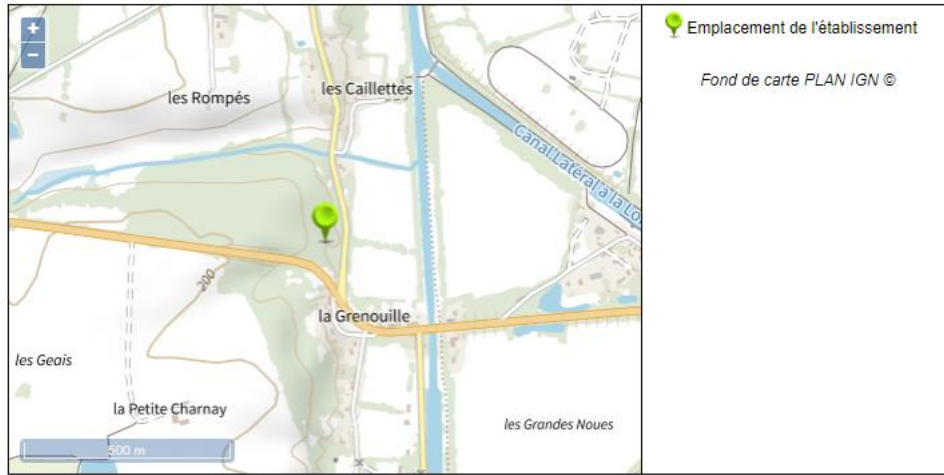 +
−
Emplacement de l'établissement
Fond de carte PLAN IGN ©
les Rompés
les Caillettes
Canal Latéral à la Lo
200
la Grenouille
les Geais
la Petite Charnay
les Grandes Noues
500 m